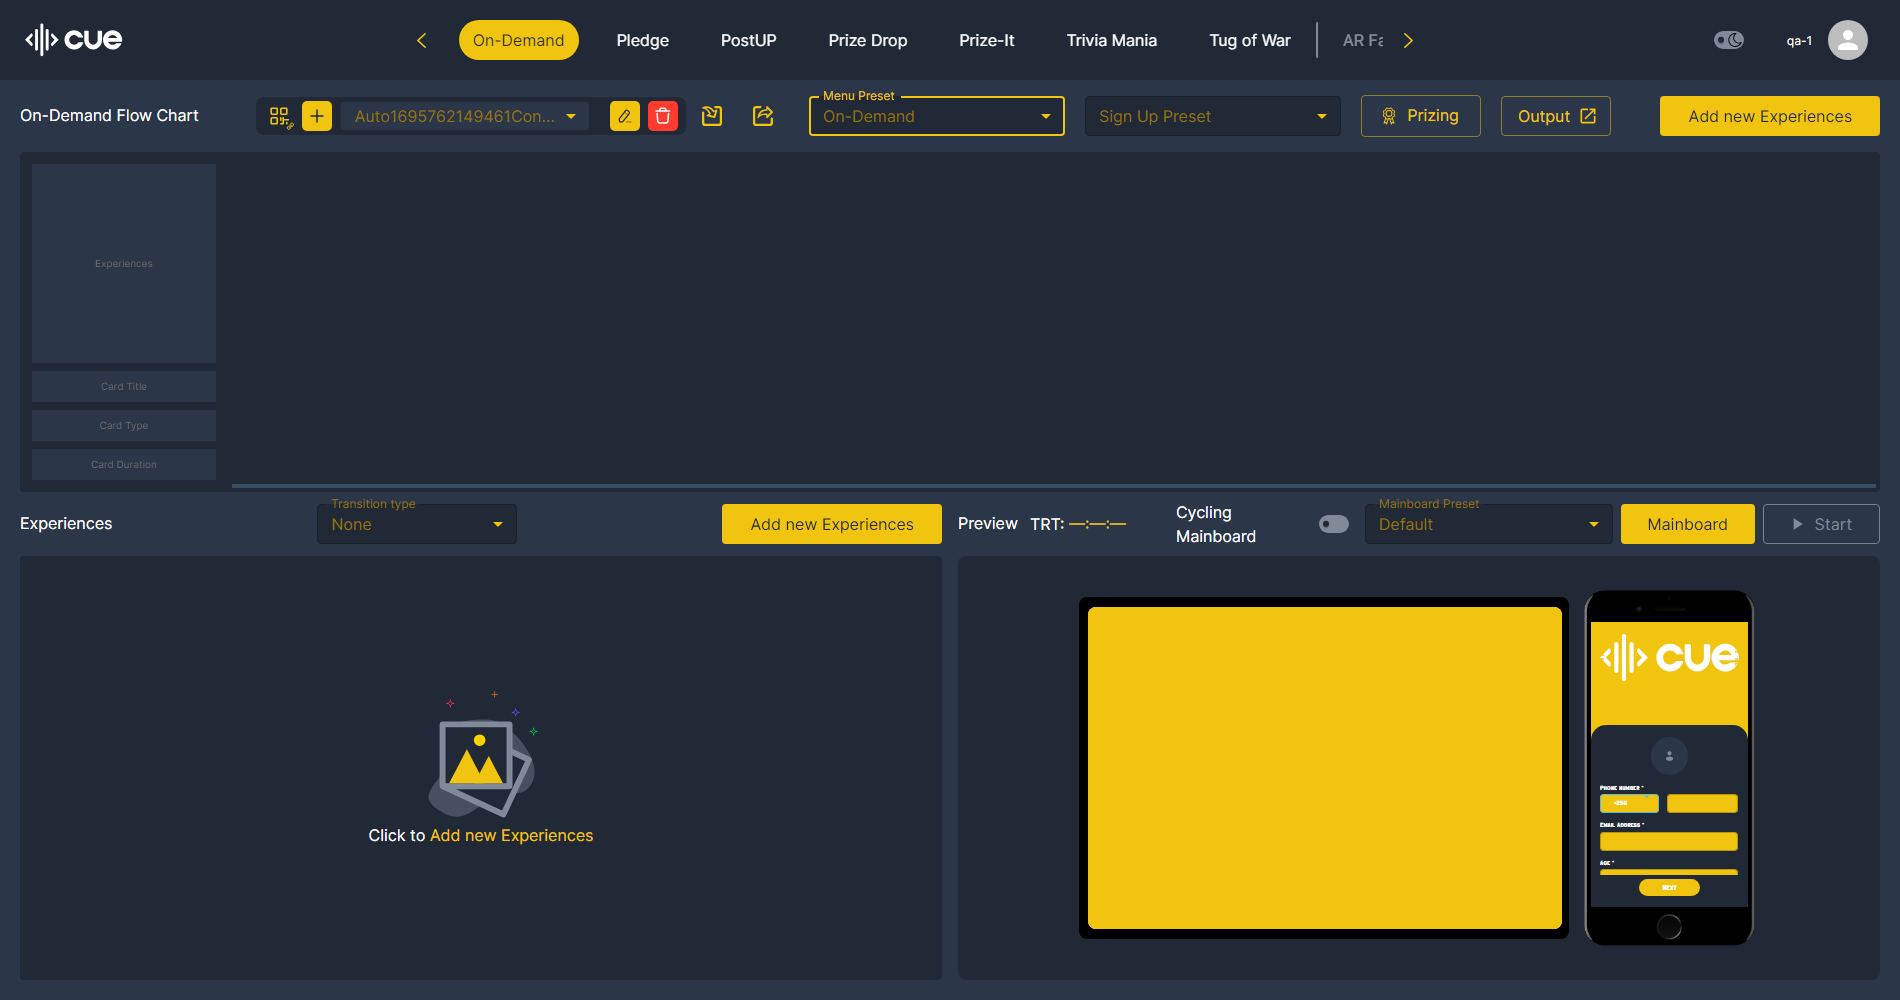 cue
On-Demand
Pledge
PostUP
Prize Drop
Prize-It
Trivia Mania
Tug of War
AR Fa
qa-1
On-Demand Flow Chart
Auto1695762149461Con...
Menu Preset
On-Demand
Sign Up Preset
Prizing
Output
Add new Experiences
Experiences
Card Title
Card Type
Card Duration
Experiences
Transition type
None
Add new Experiences
Preview
TRT: —:—:—
Cycling
Mainboard
Mainboard Preset
Default
Mainboard
Start
Click to Add new Experiences
cue
PHONE NUMBER *
EMAIL ADDRESS *
AGE *
NEXT